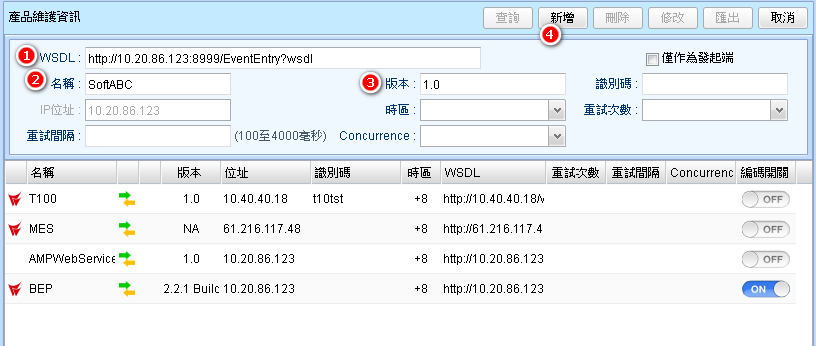 產品維護資訊 查詢 新增 刪除 修改 匯出 取消
4
1 WSDL : http://10.20.86.123:8999/EventEntry?wsdl 僅作為發起端
2 名稱 : SoftABC 3 版本 : 1.0 識別碼 :
IP位址 : 10.20.86.123 時區 : 重試次數 :
重試間隔 : (100至4000毫秒) Concurrence :
名稱 版本 位址 識別碼 時區 WSDL 重試次數 重試間隔 Concurrenc 編碼開關
T100 1.0 10.40.40.18 t10tst +8 http://10.40.40.18/ OFF
MES NA 61.216.117.48 +8 http://61.216.117.4 OFF
AMPWebService 1.0 10.20.86.123 +8 http://10.20.86.123 OFF
BEP 2.2.1 Build 10.20.86.123 +8 http://10.20.86.123 ON